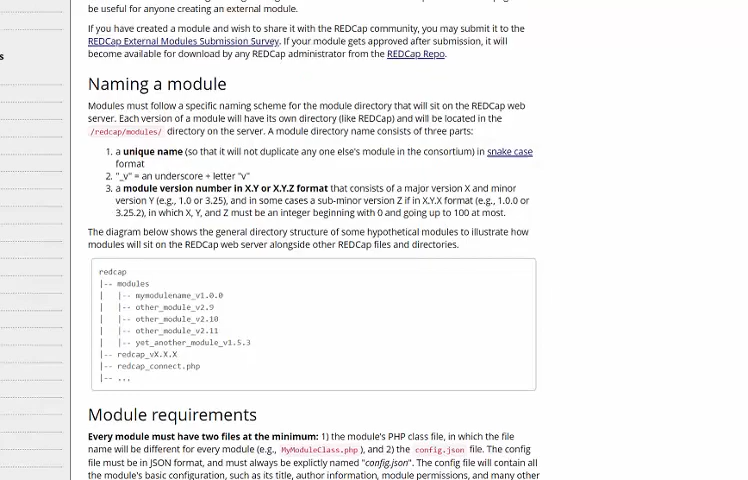 be useful for anyone creating an external module.
If you have created a module and wish to share it with the REDCap community, you may submit it to the
REDCap External Modules Submission Survey. If your module gets approved after submission, it will
become available for download by any REDCap administrator from the REDCap Repo.
s
Naming a module
Modules must follow a specific naming scheme for the module directory that will sit on the REDCap web
server. Each version of a module will have its own directory (like REDCap) and will be located in the
/redcap/modules/ directory on the server. A module directory name consists of three parts:
1. a unique name (so that it will not duplicate any one else's module in the consortium) in snake case
format
2. "_v" = an underscore + letter "v"
3. a module version number in X.Y or X.Y.Z format that consists of a major version X and minor
version Y (e.g., 1.0 or 3.25), and in some cases a sub-minor version Z if in X.Y.X format (e.g., 1.0.0 or
3.25.2), in which X, Y, and Z must be an integer beginning with 0 and going up to 100 at most.
The diagram below shows the general directory structure of some hypothetical modules to illustrate how
modules will sit on the REDCap web server alongside other REDCap files and directories.
redcap
|-- modules
|   |-- mymodulename_v1.0.0
|   |-- other_module_v2.9
|   |-- other_module_v2.10
|   |-- other_module_v2.11
|   |-- yet_another_module_v1.5.3
|-- redcap_vX.X.X
|-- redcap_connect.php
|-- ...
Module requirements
Every module must have two files at the minimum: 1) the module's PHP class file, in which the file
name will be different for every module (e.g., MyModuleClass.php ), and 2) the config.json file. The config
file must be in JSON format, and must always be explictly named "config.json". The config file will contain all
the module's basic configuration, such as its title, author information, module permissions, and many other